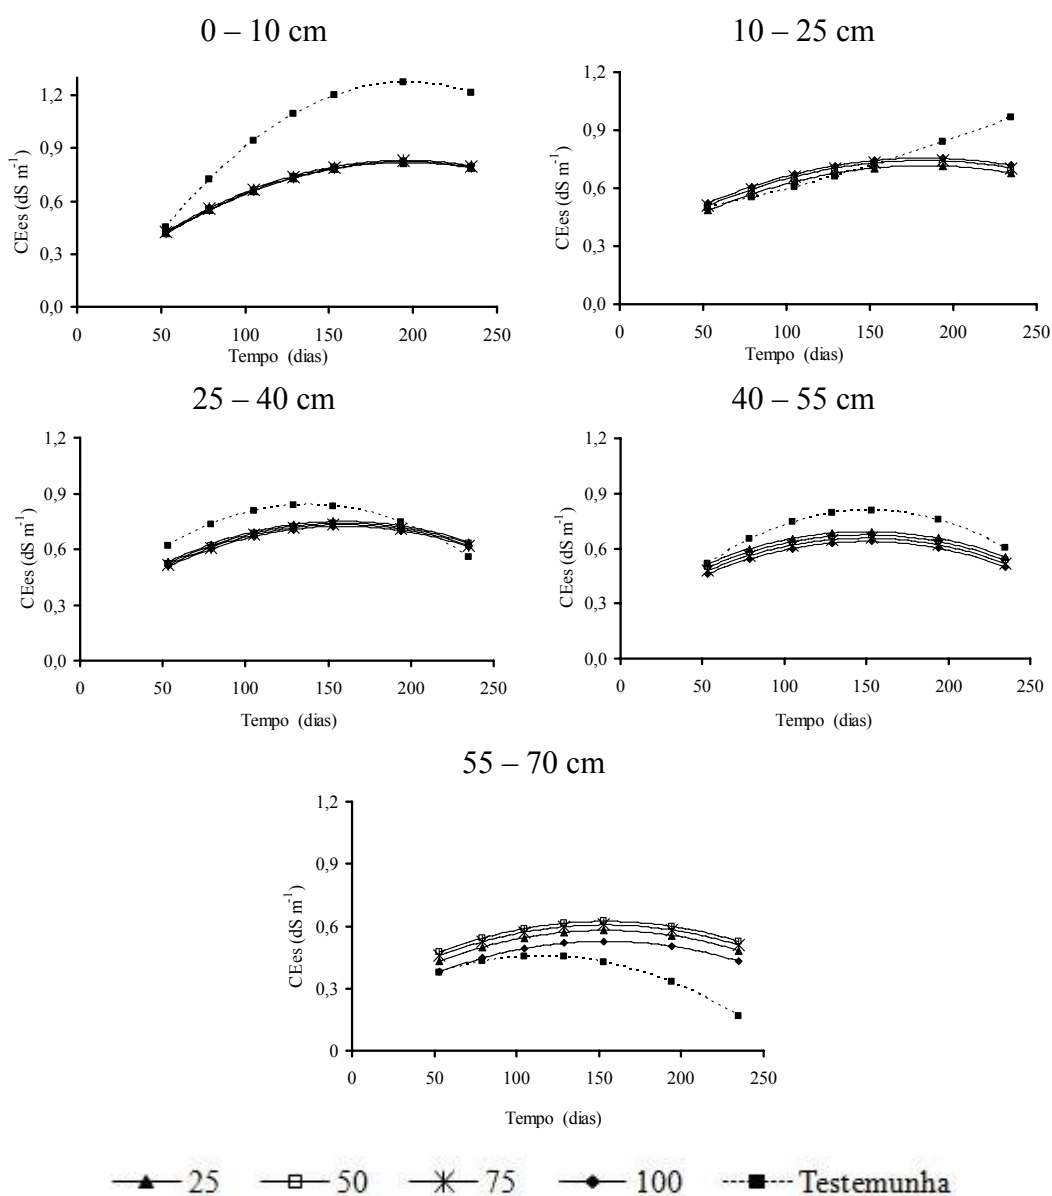 0 – 10 cm
10 – 25 cm
CEes (dS m-1)
1,2
0,9
0,6
0,3
0,0
0 50 100 150 200 250
Tempo (dias)
CEes (dS m-1)
1,2
0,9
0,6
0,3
0,0
0 50 100 150 200 250
Tempo (dias)
25 – 40 cm
40 – 55 cm
CEes (dS m-1)
1,2
0,9
0,6
0,3
0,0
0 50 100 150 200 250
Tempo (dias)
CEes (dS m-1)
1,2
0,9
0,6
0,3
0,0
0 50 100 150 200 250
Tempo (dias)
55 – 70 cm
CEes (dS m-1)
1,2
0,9
0,6
0,3
0
0 50 100 150 200 250
Tempo (dias)
25 50 75 100 Testemunha